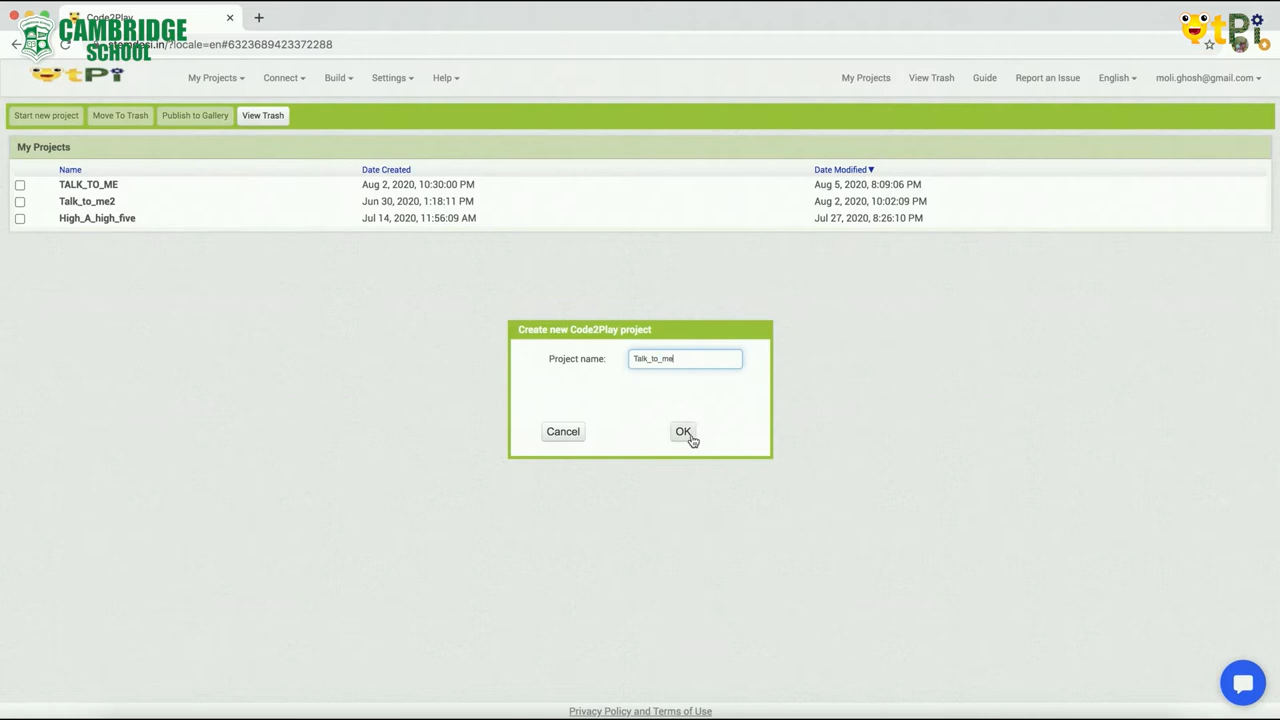 Code2Play
CAMBRIDGE
SCHOOL
in/?locale=en#6323689423372288
My Projects Connect Build Settings Help My Projects View Trash Guide Report an Issue English moli.ghosh@gmail.com
Start new project Move To Trash Publish to Gallery View Trash
My Projects
Name Date Created Date Modified
TALK_TO_ME Aug 2, 2020, 10:30:00 PM Aug 5, 2020, 8:09:06 PM
Talk_to_me2 Jun 30, 2020, 1:18:11 PM Aug 2, 2020, 10:02:09 PM
High_A_high_five Jul 14, 2020, 11:56:09 AM Jul 27, 2020, 8:26:10 PM
Create new Code2Play project
Project name: Talk_to_me
Cancel OK
Privacy Policy and Terms of Use